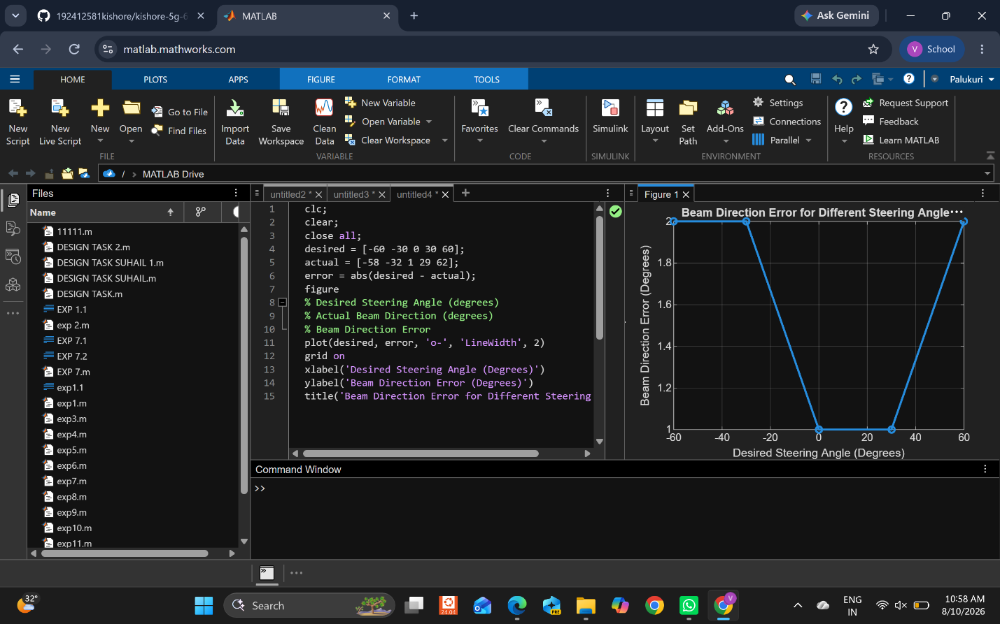 192412581kishore/kishore-5g-6
MATLAB
Ask Gemini
matlab.mathworks.com
V School
HOME PLOTS APPS FIGURE FORMAT TOOLS
Palukuri
New Script
New Live Script
New
Open
Go to File
Find Files
FILE
Import Data
Save Workspace
Clean Data
New Variable
Open Variable
Clear Workspace
VARIABLE
Favorites
Clear Commands
CODE
Simulink
SIMULINK
Layout
Set Path
Add-Ons
Settings
Connections
Parallel
ENVIRONMENT
Help
Request Support
Feedback
Learn MATLAB
RESOURCES
/ › MATLAB Drive
Files
Name
11111.m
DESIGN TASK 2.m
DESIGN TASK SUHAIL 1.m
DESIGN TASK SUHAIL.m
DESIGN TASK.m
EXP 1.1
exp 2.m
EXP 7.1
EXP 7.2
EXP 7.m
exp1.1
exp1.m
exp3.m
exp4.m
exp5.m
exp6.m
exp7.m
exp8.m
exp9.m
exp10.m
exp11.m
untitled2 * untitled3 * untitled4 *
1 clc;
2 clear;
3 close all;
4 desired = [-60 -30 0 30 60];
5 actual = [-58 -32 1 29 62];
6 error = abs(desired - actual);
7 figure
8 % Desired Steering Angle (degrees)
9 % Actual Beam Direction (degrees)
10 % Beam Direction Error
11 plot(desired, error, 'o-', 'LineWidth', 2)
12 grid on
13 xlabel('Desired Steering Angle (Degrees)')
14 ylabel('Beam Direction Error (Degrees)')
15 title('Beam Direction Error for Different Steering
Figure 1
Beam Direction Error for Different Steering Angle
Beam Direction Error (Degrees)
2
1.8
1.6
1.4
1.2
1
-60 -40 -20 0 20 40 60
Desired Steering Angle (Degrees)
Command Window
>>
32°
Search
24.04
PRE
V
ENG
IN
10:58 AM
8/10/2026